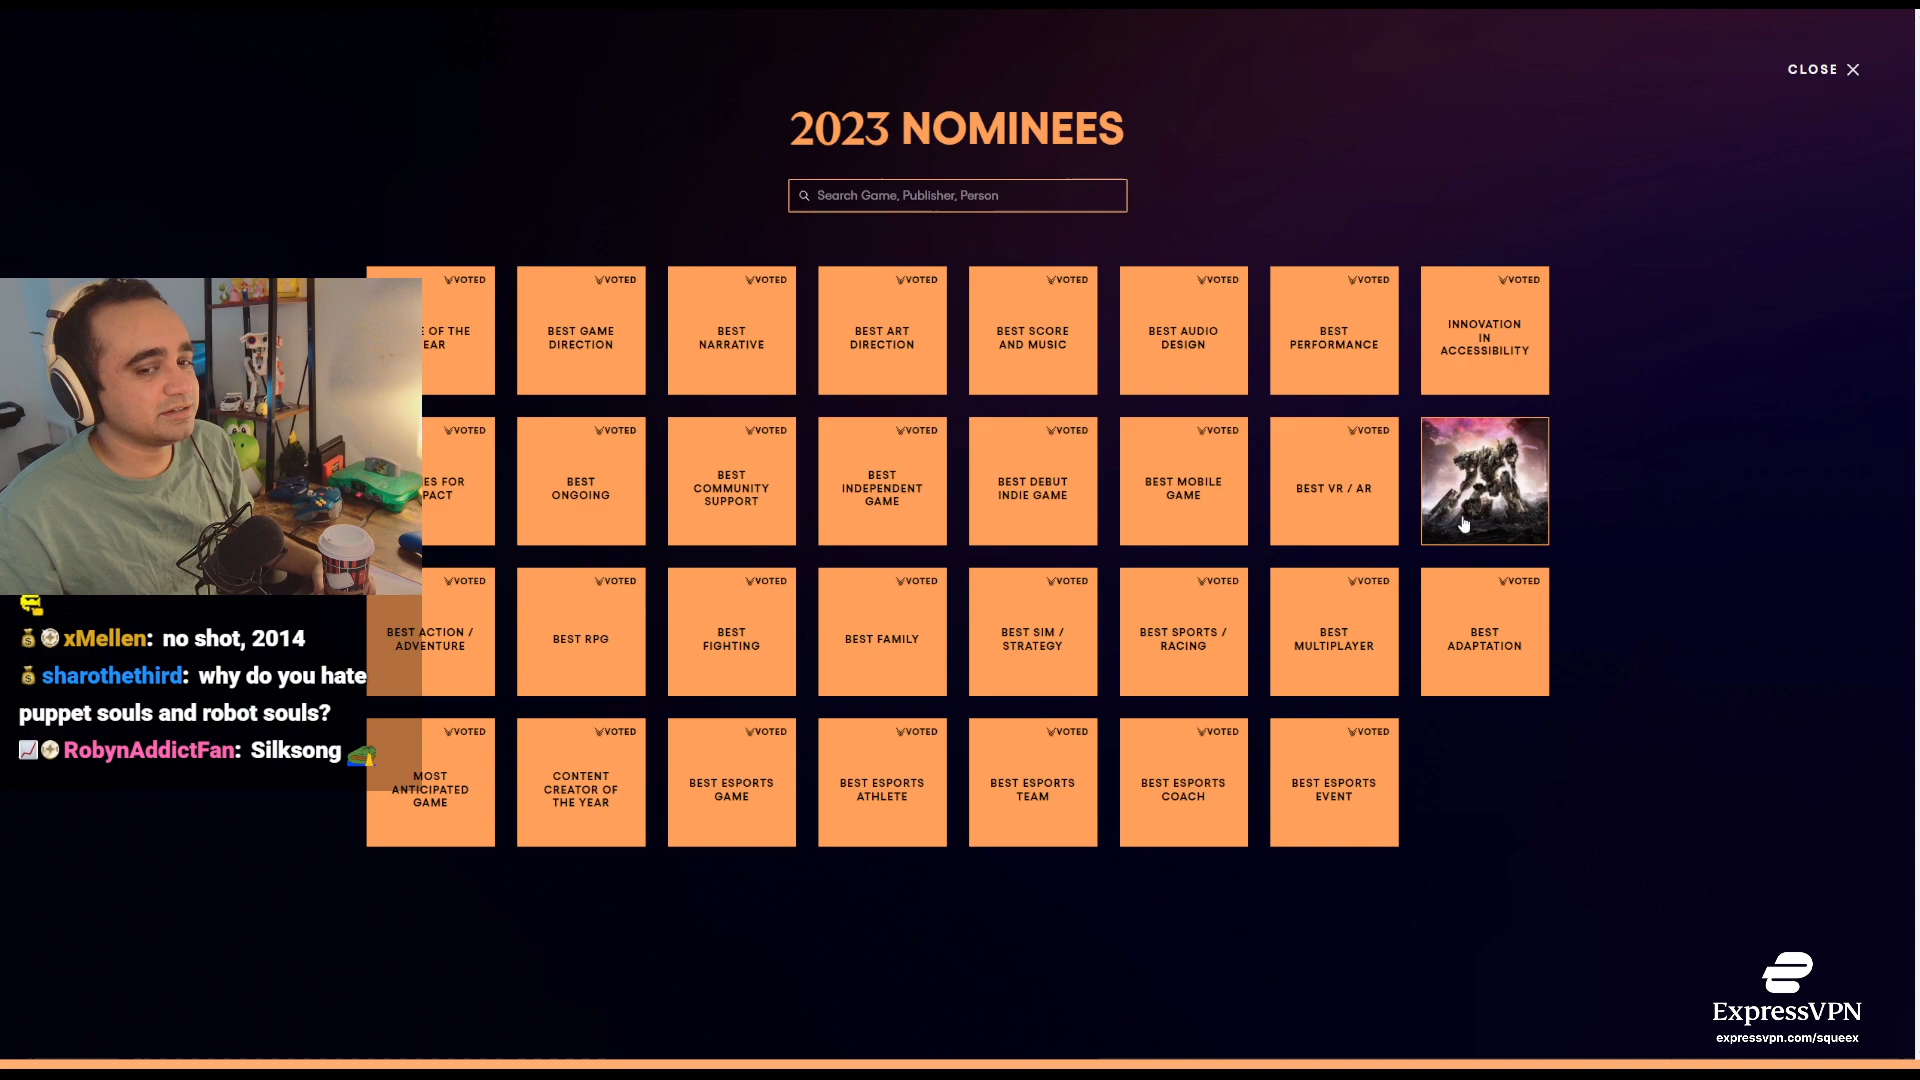 CLOSE
2023 NOMINEES
Search Game, Publisher, Person
VOTED
VOTED
VOTED
VOTED
VOTED
VOTED
VOTED
VOTED
E OF THE
EAR
BEST GAME
DIRECTION
BEST
NARRATIVE
BEST ART
DIRECTION
BEST SCORE
AND MUSIC
BEST AUDIO
DESIGN
BEST
PERFORMANCE
INNOVATION
IN
ACCESSIBILITY
VOTED
VOTED
VOTED
VOTED
VOTED
VOTED
VOTED
ES FOR
PACT
BEST
ONGOING
BEST
COMMUNITY
SUPPORT
BEST
INDEPENDENT
GAME
BEST DEBUT
INDIE GAME
BEST MOBILE
GAME
BEST VR / AR
VOTED
VOTED
VOTED
VOTED
VOTED
VOTED
VOTED
VOTED
BEST ACTION /
ADVENTURE
BEST RPG
BEST
FIGHTING
BEST FAMILY
BEST SIM /
STRATEGY
BEST SPORTS /
RACING
BEST
MULTIPLAYER
BEST
ADAPTATION
VOTED
VOTED
VOTED
VOTED
VOTED
VOTED
VOTED
MOST
ANTICIPATED
GAME
CONTENT
CREATOR OF
THE YEAR
BEST ESPORTS
GAME
BEST ESPORTS
ATHLETE
BEST ESPORTS
TEAM
BEST ESPORTS
COACH
BEST ESPORTS
EVENT
xMellen: no shot, 2014
sharothethird: why do you hate
puppet souls and robot souls?
RobynAddictFan: Silksong
ExpressVPN
expressvpn.com/squeex